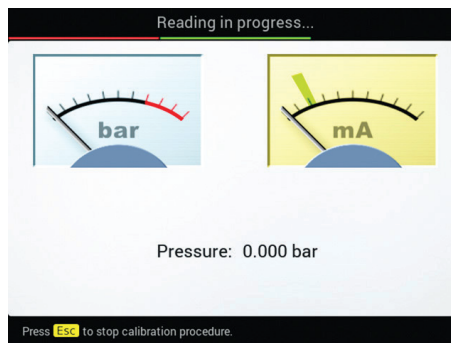 Reading in progress...
bar
mA
Pressure: 0.000 bar
Press Esc to stop calibration procedure.